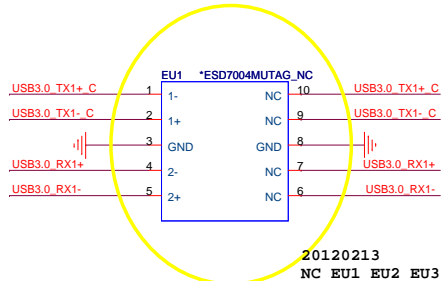 EU1 *ESD7004MUTAG_NC
USB3.0_TX1+_C 1 1- NC 10 USB3.0_TX1+_C
USB3.0_TX1-_C 2 1+ NC 9 USB3.0_TX1-_C
3 GND GND 8
USB3.0_RX1+ 4 2- NC 7 USB3.0_RX1+
USB3.0_RX1- 5 2+ NC 6 USB3.0_RX1-
20120213
NC EU1 EU2 EU3